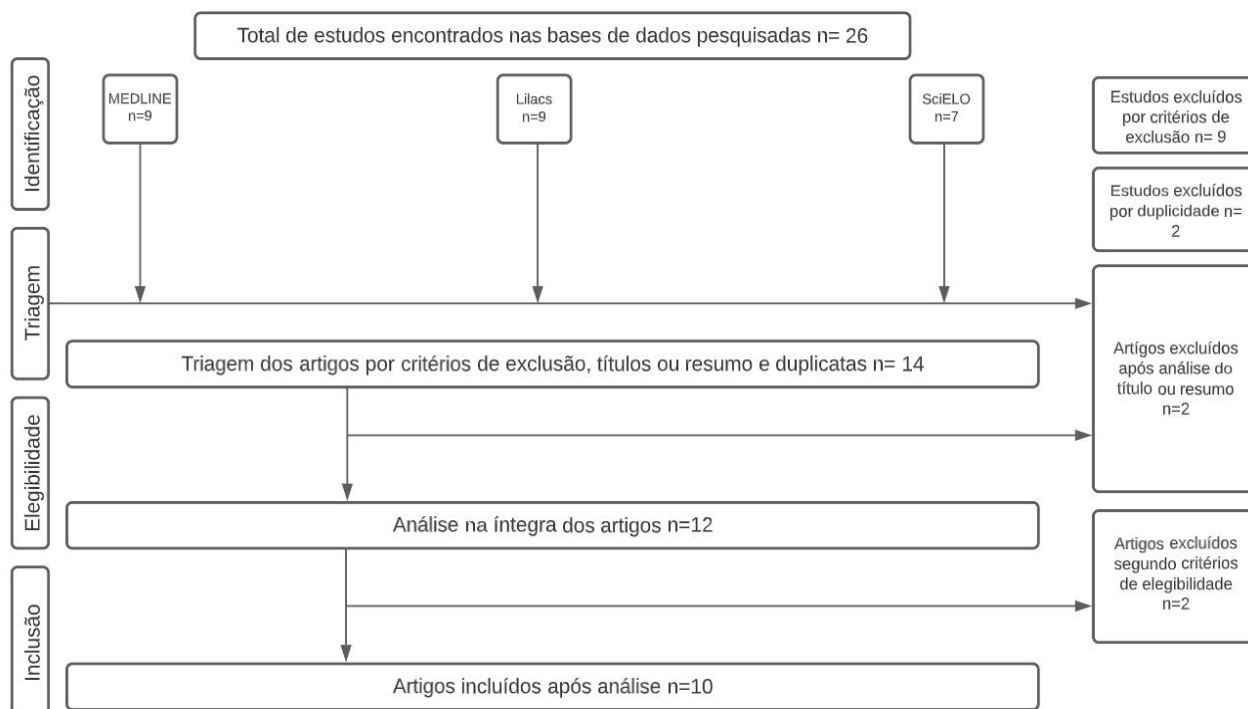 Total de estudos encontrados nas bases de dados pesquisadas n= 26
Identificação
MEDLINE
n=9
Lilacs
n=9
SciELO
n=7
Estudos excluídos
por critérios de
exclusão n= 9
Estudos excluídos
por duplicidade n=
2
Triagem
Triagem dos artigos por critérios de exclusão, títulos ou resumo e duplicatas n= 14
Artígos excluídos
após análise do
título ou resumo
n=2
Elegibilidade
Análise na íntegra dos artigos n=12
Artigos excluídos
segundo critérios
de elegibilidade
n=2
Inclusão
Artigos incluídos após análise n=10